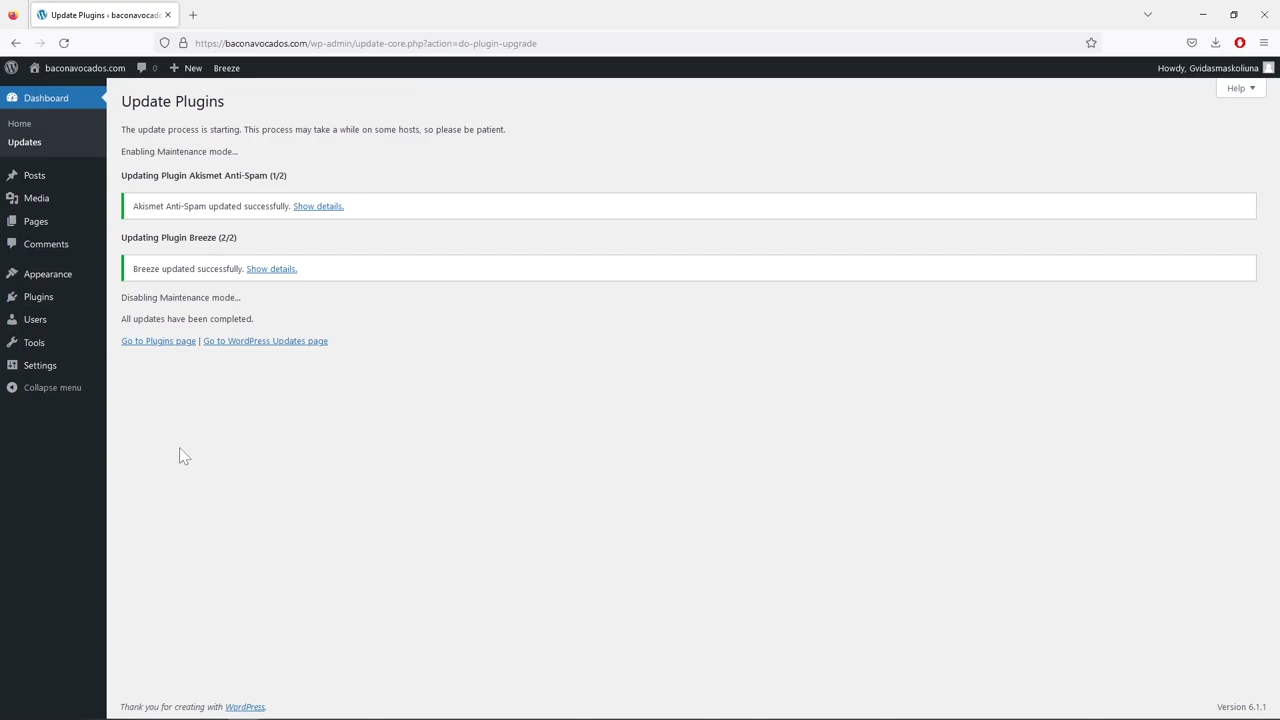 Update Plugins ‹ baconavocados
https://baconavocados.com/wp-admin/update-core.php?action=do-plugin-upgrade
baconavocados.com 0 New Breeze Howdy, Gvidasmaskoliuna
Help
Dashboard
Home
Updates
Posts
Media
Pages
Comments
Appearance
Plugins
Users
Tools
Settings
Collapse menu
Update Plugins
The update process is starting. This process may take a while on some hosts, so please be patient.
Enabling Maintenance mode...
Updating Plugin Akismet Anti-Spam (1/2)
Akismet Anti-Spam updated successfully. Show details.
Updating Plugin Breeze (2/2)
Breeze updated successfully. Show details.
Disabling Maintenance mode...
All updates have been completed.
Go to Plugins page | Go to WordPress Updates page
Thank you for creating with WordPress.
Version 6.1.1